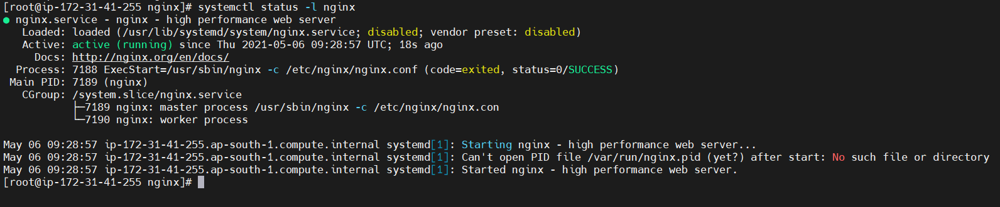 [root@ip-172-31-41-255 nginx]# systemctl status -l nginx
● nginx.service - nginx - high performance web server
   Loaded: loaded (/usr/lib/systemd/system/nginx.service; disabled; vendor preset: disabled)
   Active: active (running) since Thu 2021-05-06 09:28:57 UTC; 18s ago
     Docs: http://nginx.org/en/docs/
  Process: 7188 ExecStart=/usr/sbin/nginx -c /etc/nginx/nginx.conf (code=exited, status=0/SUCCESS)
 Main PID: 7189 (nginx)
   CGroup: /system.slice/nginx.service
           ├─7189 nginx: master process /usr/sbin/nginx -c /etc/nginx/nginx.con
           └─7190 nginx: worker process
May 06 09:28:57 ip-172-31-41-255.ap-south-1.compute.internal systemd[1]: Starting nginx - high performance web server...
May 06 09:28:57 ip-172-31-41-255.ap-south-1.compute.internal systemd[1]: Can't open PID file /var/run/nginx.pid (yet?) after start: No such file or directory
May 06 09:28:57 ip-172-31-41-255.ap-south-1.compute.internal systemd[1]: Started nginx - high performance web server.
[root@ip-172-31-41-255 nginx]#